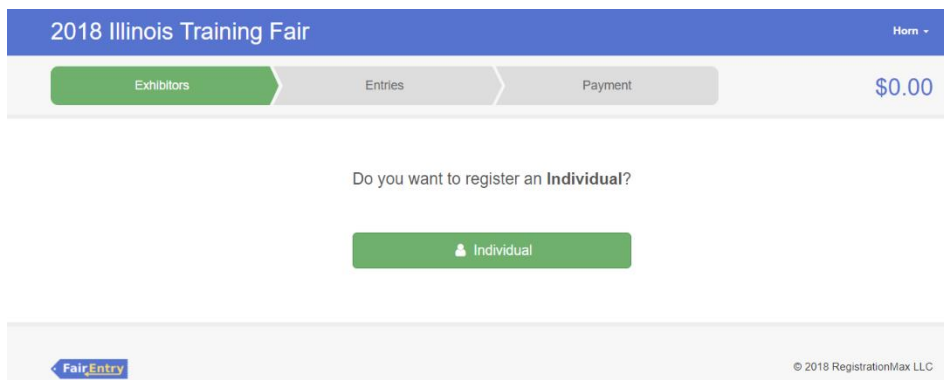 2018 Illinois Training Fair
Horn
Exhibitors
Entries
Payment
$0.00
Do you want to register an Individual?
Individual
FairEntry
© 2018 RegistrationMax LLC